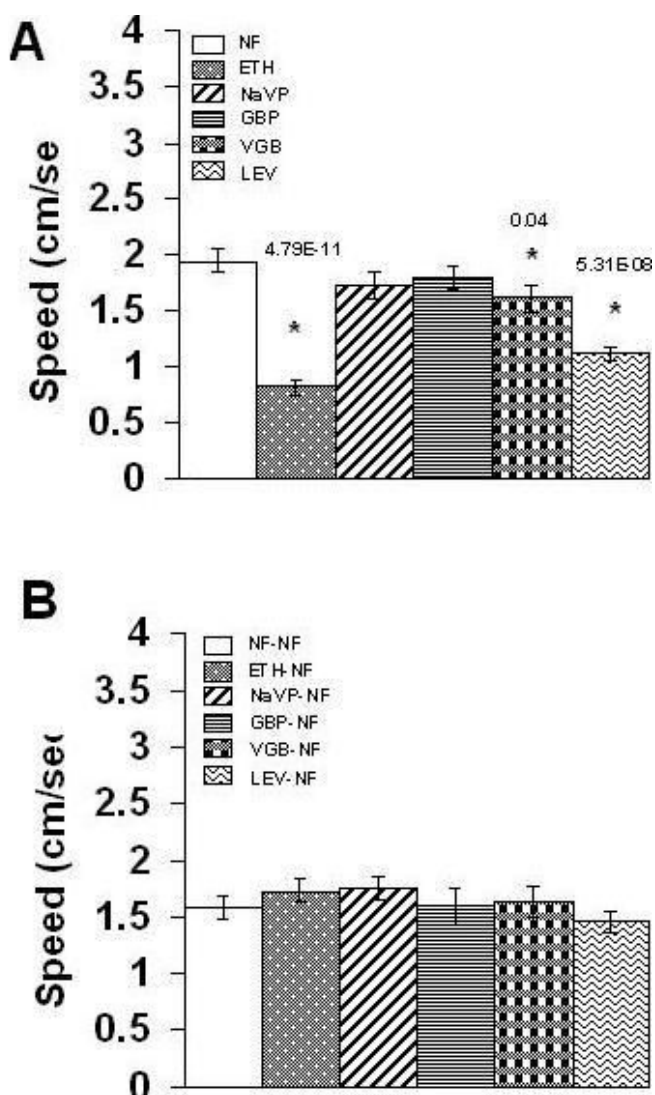 A
Speed (cm/se
4
3.5
3
2.5
2
1.5
1
0.5
0
NF
ETH
NaVP
GBP
VGB
LEV
4.79E-11
*
0.04
*
5.31E-08
*
B
Speed (cm/sec
4
3.5
3
2.5
2
1.5
1
0.5
0
NF-NF
ETH-NF
NaVP-NF
GBP-NF
VGB-NF
LEV-NF